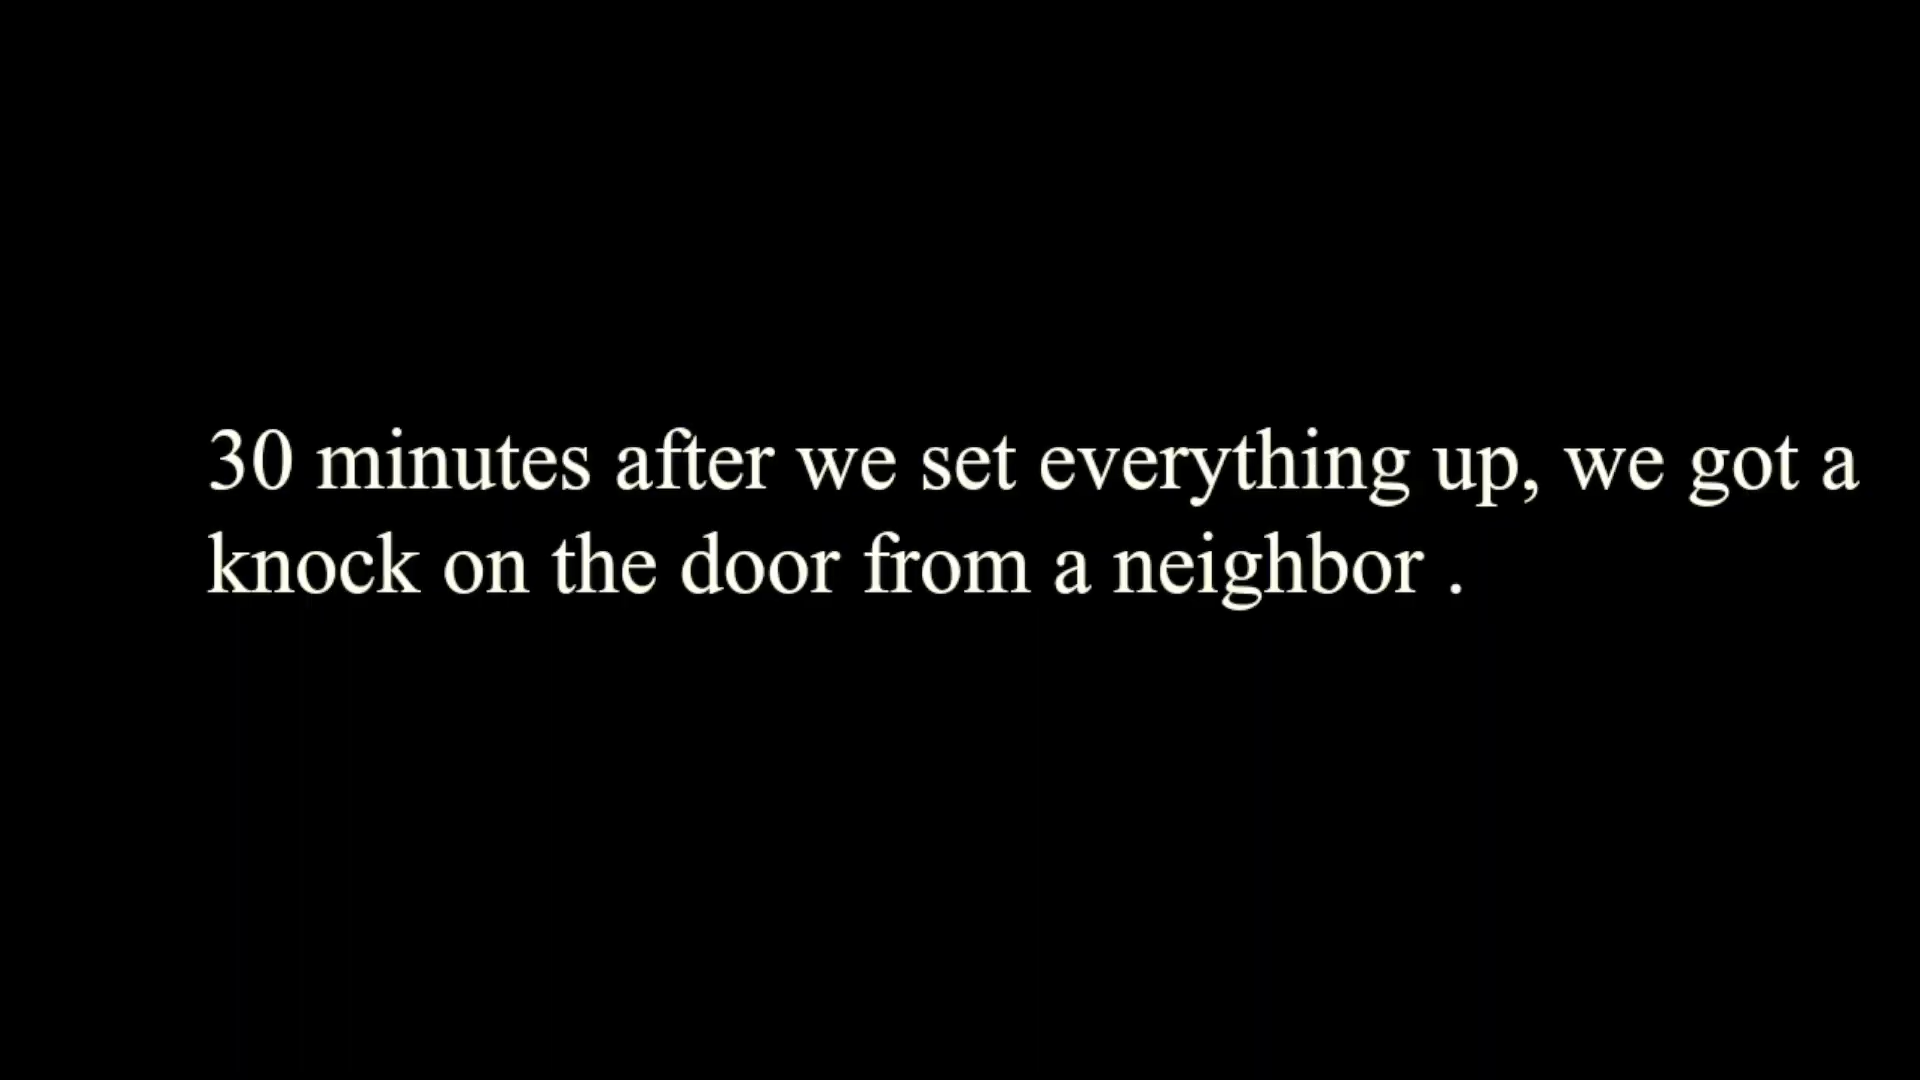 30 minutes after we set everything up, we got a
knock on the door from a neighbor .